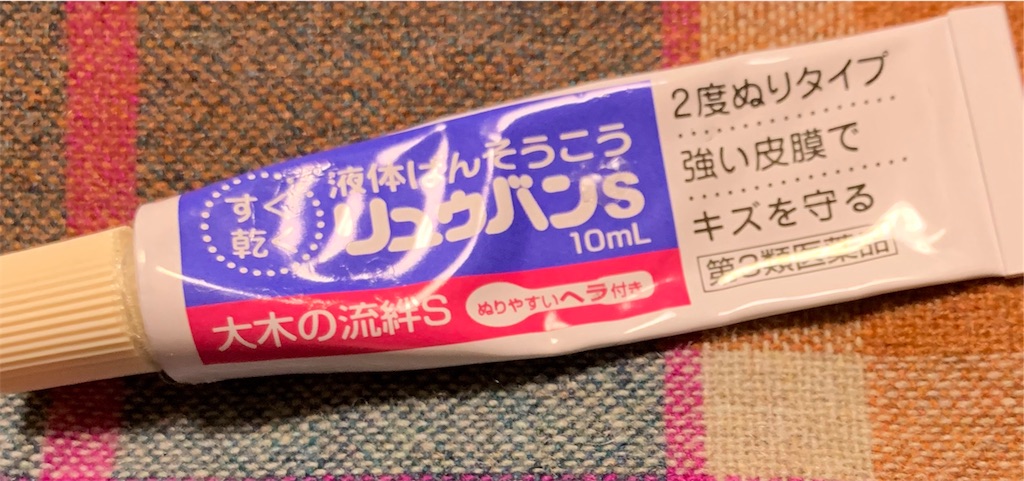 すぐ
乾く
液体ばんそうこう
リュウバンS
10mL
大木の流絆S
ぬりやすいヘラ付き
2度ぬりタイプ
強い皮膜で
キズを守る
第3類医薬品